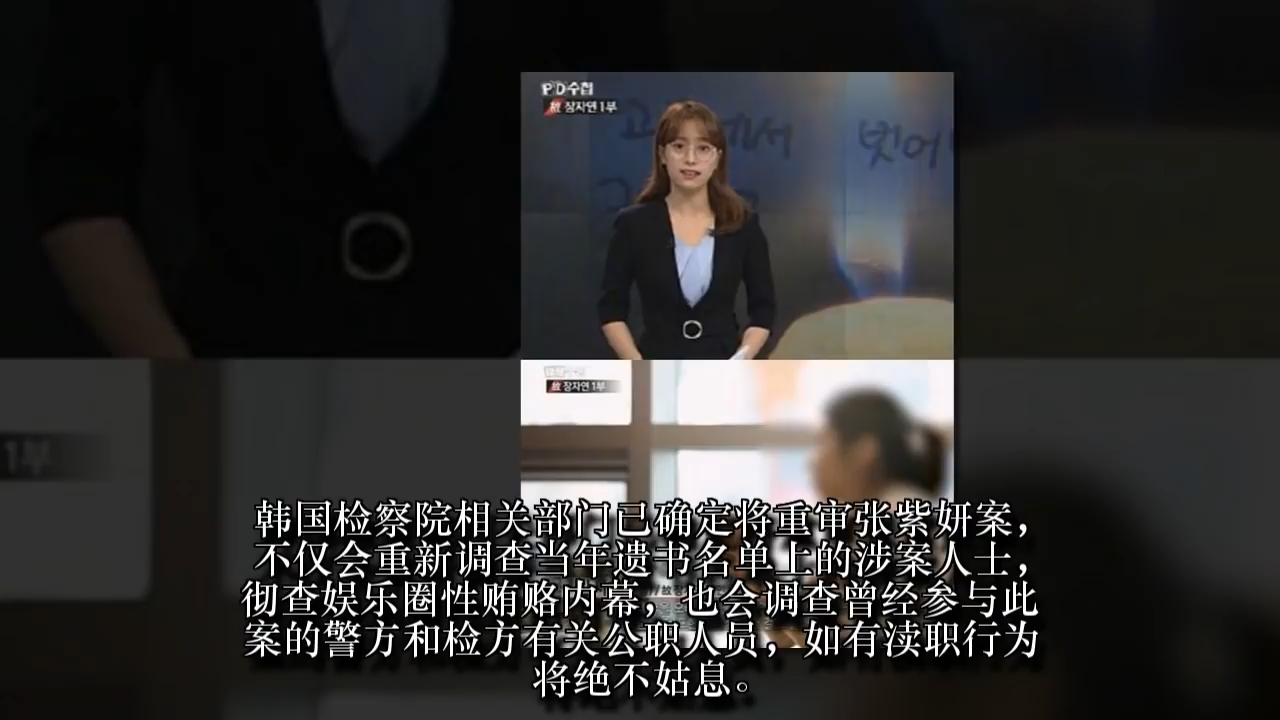 PD수첩
故 장자연 1부
벗어
故 장자연 1부
1부
韩国检察院相关部门已确定将重审张紫妍案，
不仅会重新调查当年遗书名单上的涉案人士，
彻查娱乐圈性贿赂内幕，也会调查曾经参与此
案的警方和检方有关公职人员，如有渎职行为
将绝不姑息。